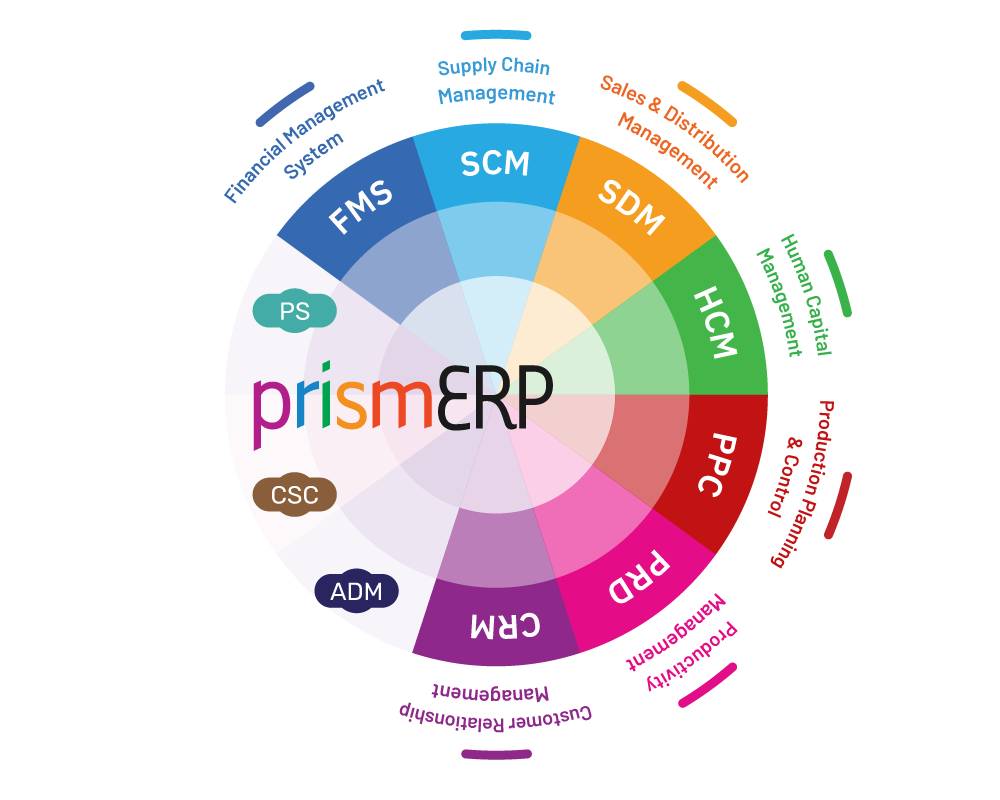 Supply Chain
Management
Financial Management
System
Sales & Distribution
Management
SCM
FMS
SDM
Human Capital
Management
HCM
PS
prismERP
Production Planning
& Control
PPC
CSC
PRD
ADM
CRM
Productivity
Management
Customer Relationship
Management